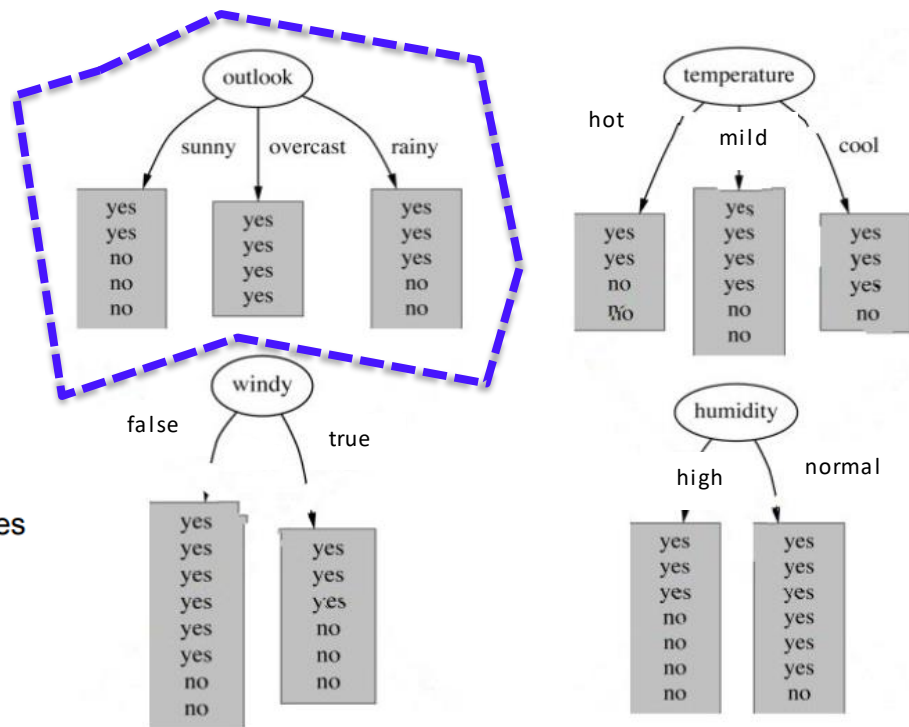 outlook
sunny overcast rainy
yes
yes
no
no
no
yes
yes
yes
yes
yes
yes
yes
no
no
temperature
hot
mild
cool
yes
yes
no
no
yes
yes
yes
yes
no
no
yes
yes
yes
no
windy
false
true
yes
yes
yes
yes
yes
yes
no
no
yes
yes
yes
no
no
no
humidity
high
normal
yes
yes
yes
no
no
no
no
yes
yes
yes
yes
yes
yes
no
es